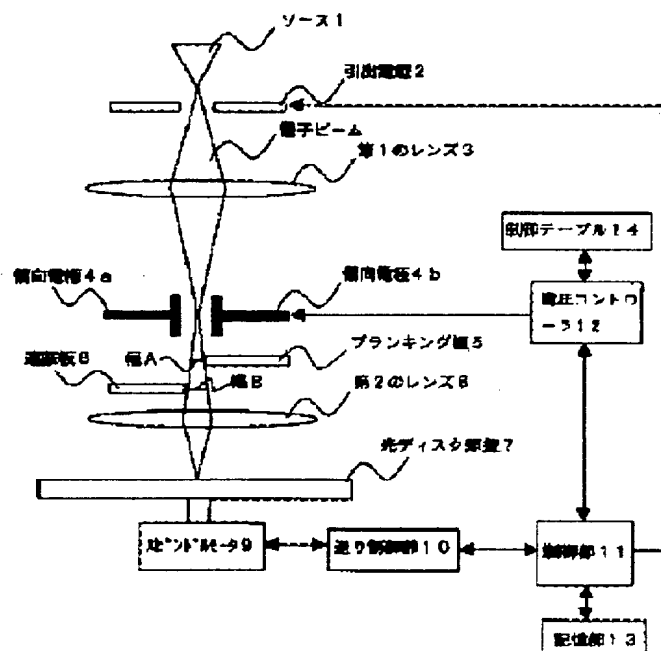 ソース1
引出電極2
電子ビーム
第1のレンズ3
制御テーブル14
偏向電極4a
偏向電極4b
電圧コントロ
ーラ12
ブランキング板5
幅A
遮蔽板8
幅B
第2のレンズ6
光ディスク原盤7
スピンドルモータ9
送り制御部10
制御部11
記憶部13